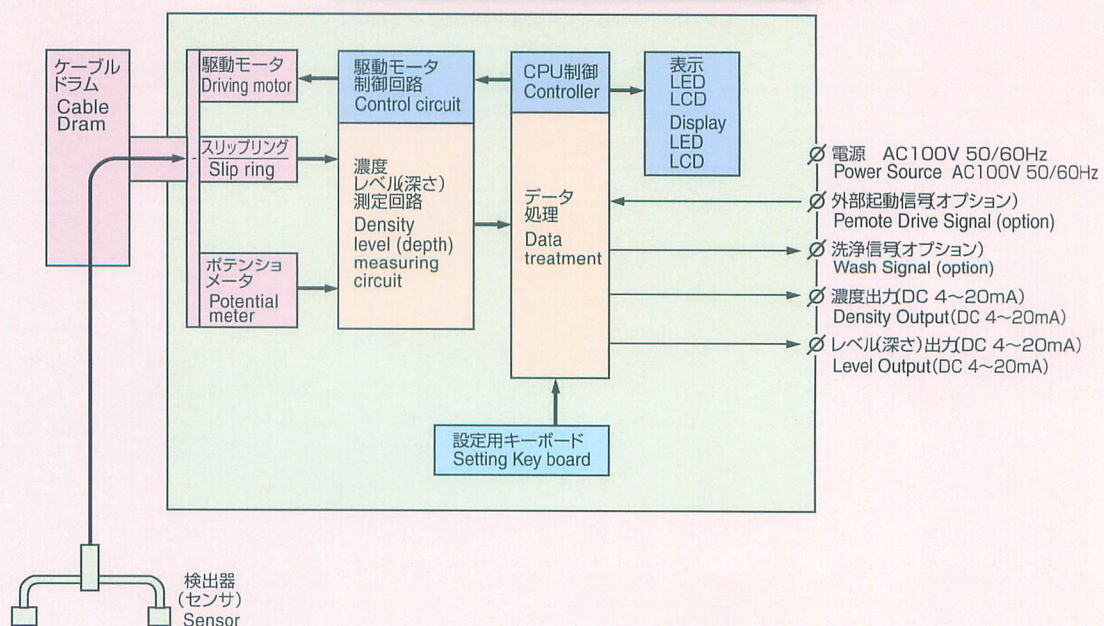 ケーブル
ドラム
Cable
Dram
駆動モータ
Driving motor
スリップリング
Slip ring
ポテンショ
メータ
Potential
meter
駆動モータ
制御回路
Control circuit
濃度
レベル(深さ)
測定回路
Density
level (depth)
measuring
circuit
CPU制御
Controller
データ
処理
Data
treatment
表示
LED
LCD
Display
LED
LCD
設定用キーボード
Setting Key board
電源 AC100V 50/60Hz
Power Source AC100V 50/60Hz
外部起動信号(オプション)
Pemote Drive Signal (option)
洗浄信号(オプション)
Wash Signal (option)
濃度出力(DC 4～20mA)
Density Output(DC 4～20mA)
レベル(深さ)出力(DC 4～20mA)
Level Output(DC 4～20mA)
検出器
(センサ)
Sensor